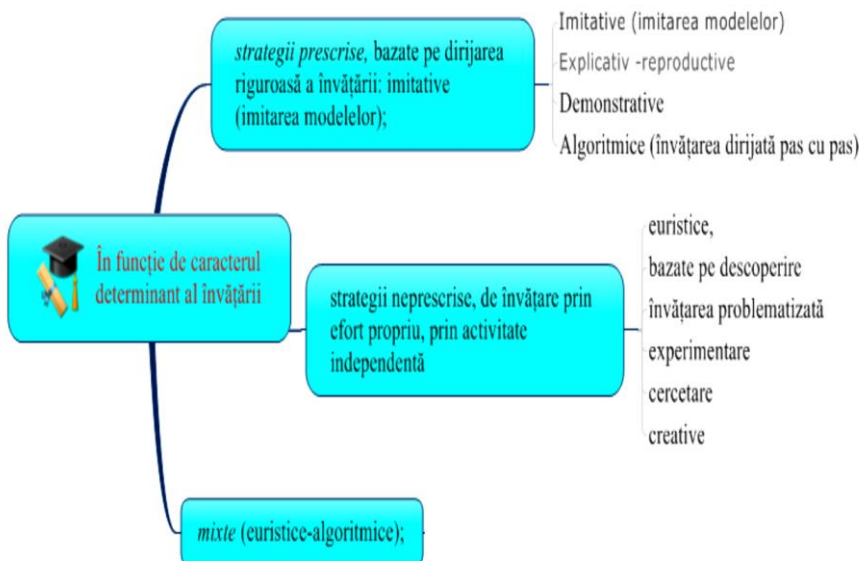 strategii prescrise, bazate pe dirijarea
riguroasă a învățării: imitative
(imitarea modelelor);
Imitative (imitarea modelelor)
Explicativ -reproductive
Demonstrative
Algoritmice (învățarea dirijată pas cu pas)
În funcție de caracterul
determinant al învățării
strategii neprescrise, de învățare prin
efort propriu, prin activitate
independentă
euristice,
bazate pe descoperire
învățarea problematizată
experimentare
cercetare
creative
mixte (euristice-algoritmice);